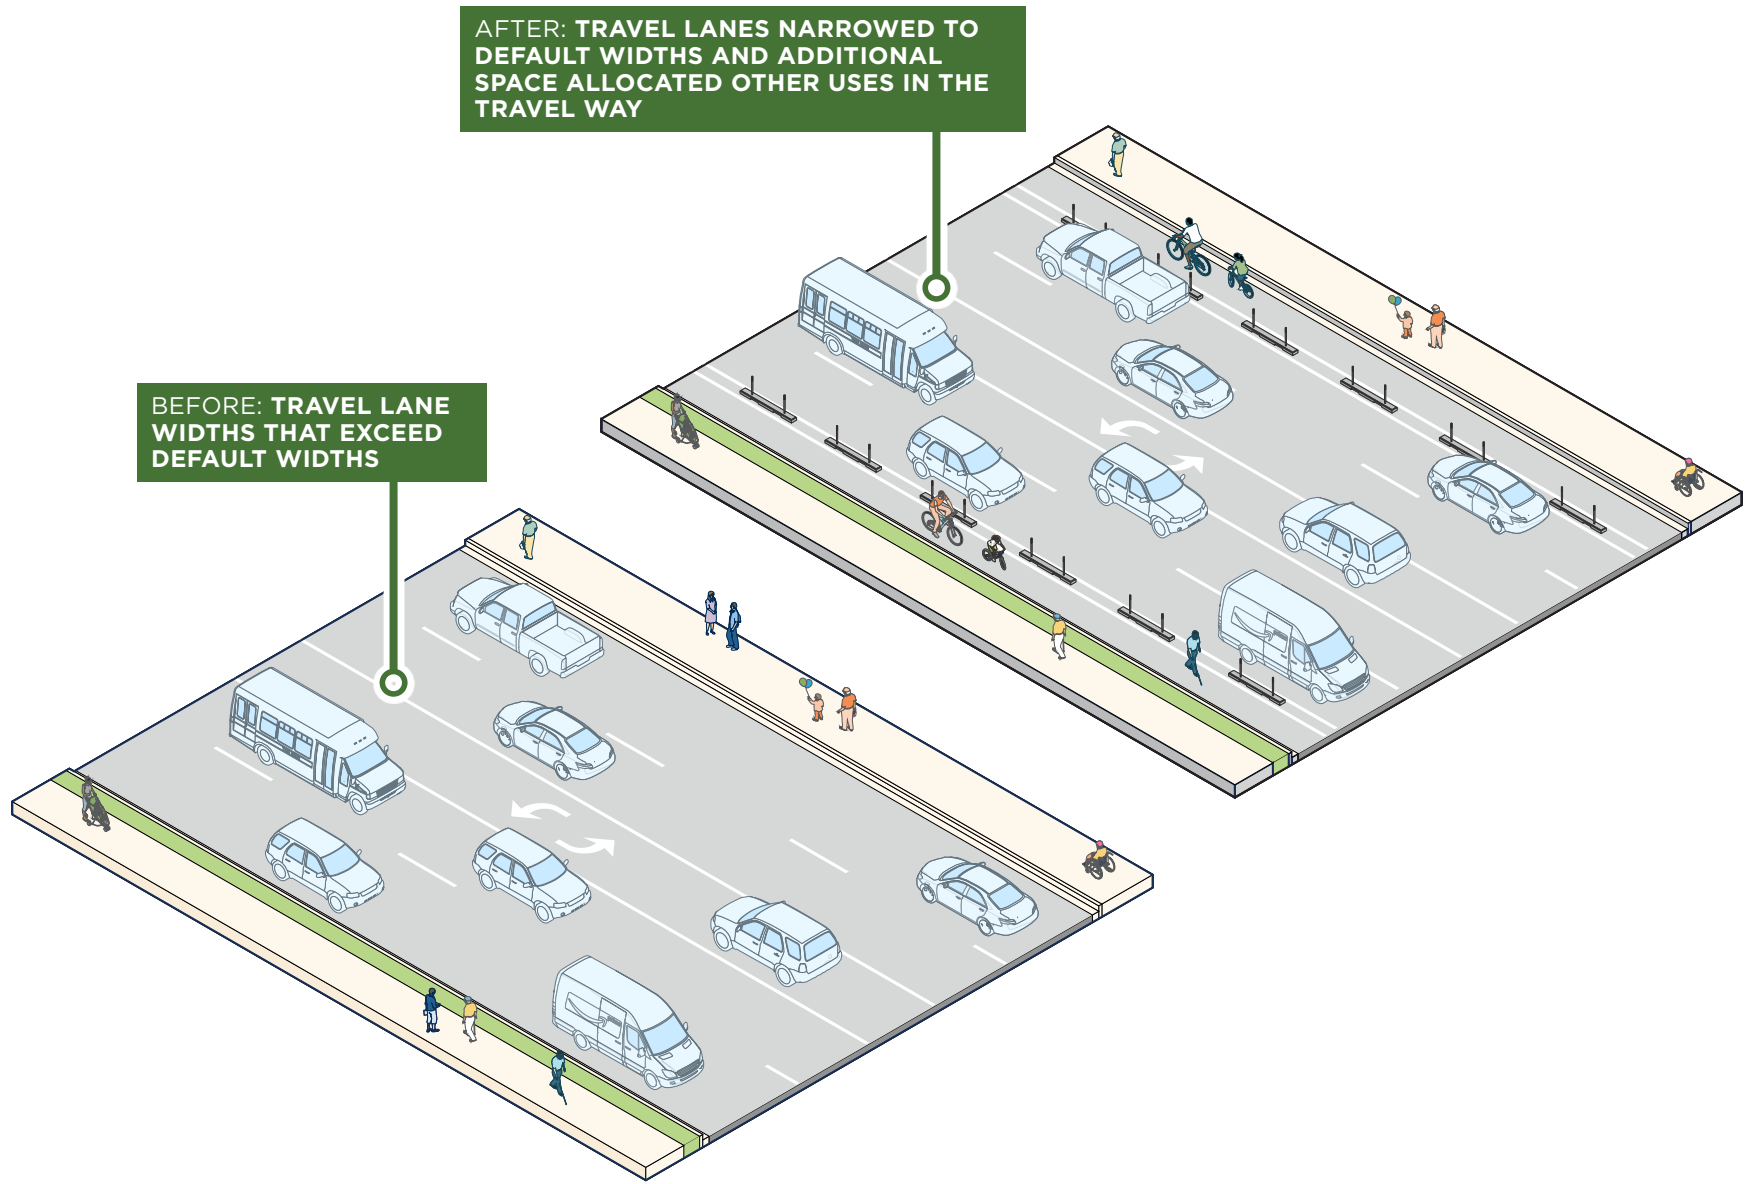 AFTER: TRAVEL LANES NARROWED TO
DEFAULT WIDTHS AND ADDITIONAL
SPACE ALLOCATED OTHER USES IN THE
TRAVEL WAY
BEFORE: TRAVEL LANE
WIDTHS THAT EXCEED
DEFAULT WIDTHS